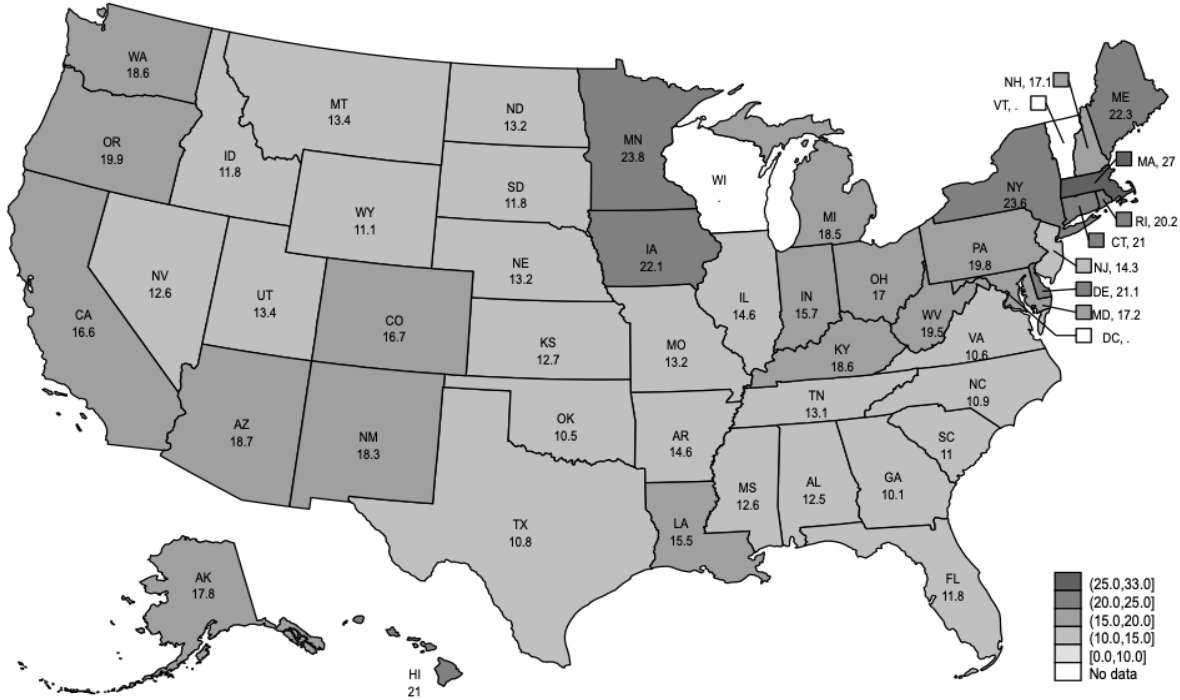 WA
18.6
MT
13.4
ND
13.2
MN
23.8
NH, 17.1
VT, .
ME
22.3
OR
19.9
ID
11.8
SD
11.8
WI
.
MA, 27
WY
11.1
MI
18.5
NY
23.6
RI, 20.2
CT, 21
IA
22.1
PA
19.8
NJ, 14.3
NV
12.6
NE
13.2
OH
17
DE, 21.1
UT
13.4
IL
14.6
IN
15.7
WV
19.5
MD, 17.2
CA
16.6
CO
16.7
KS
12.7
MO
13.2
KY
18.6
VA
10.6
DC, .
NC
10.9
TN
13.1
AZ
18.7
NM
18.3
OK
10.5
AR
14.6
SC
11
MS
12.6
AL
12.5
GA
10.1
TX
10.8
LA
15.5
FL
11.8
AK
17.8
HI
21
(25.0,33.0]
(20.0,25.0]
(15.0,20.0]
(10.0,15.0]
[0.0,10.0]
No data